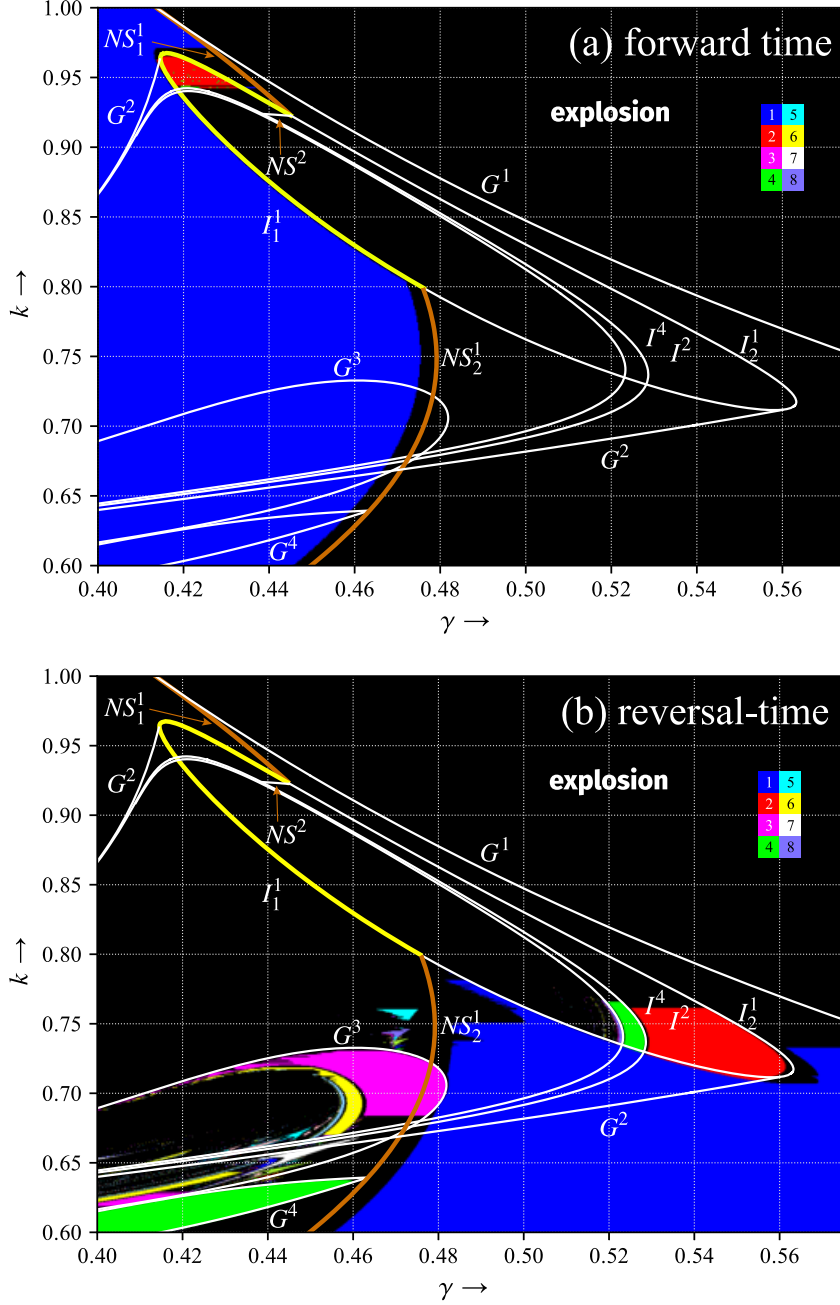 (a) forward time
explosion
1 5
2 6
3 7
4 8
NS₁¹
G²
NS²
I₁¹
G¹
I⁴
I²
I₂¹
NS₂¹
G³
G²
G⁴
1.00
0.95
0.90
0.85
0.80
0.75
0.70
0.65
0.60
k →
0.40 0.42 0.44 0.46 0.48 0.50 0.52 0.54 0.56
γ →
(b) reversal-time
explosion
1 5
2 6
3 7
4 8
NS₁¹
G²
NS²
I₁¹
G¹
I⁴
I²
I₂¹
NS₂¹
G³
G²
G⁴
1.00
0.95
0.90
0.85
0.80
0.75
0.70
0.65
0.60
k →
0.40 0.42 0.44 0.46 0.48 0.50 0.52 0.54 0.56
γ →